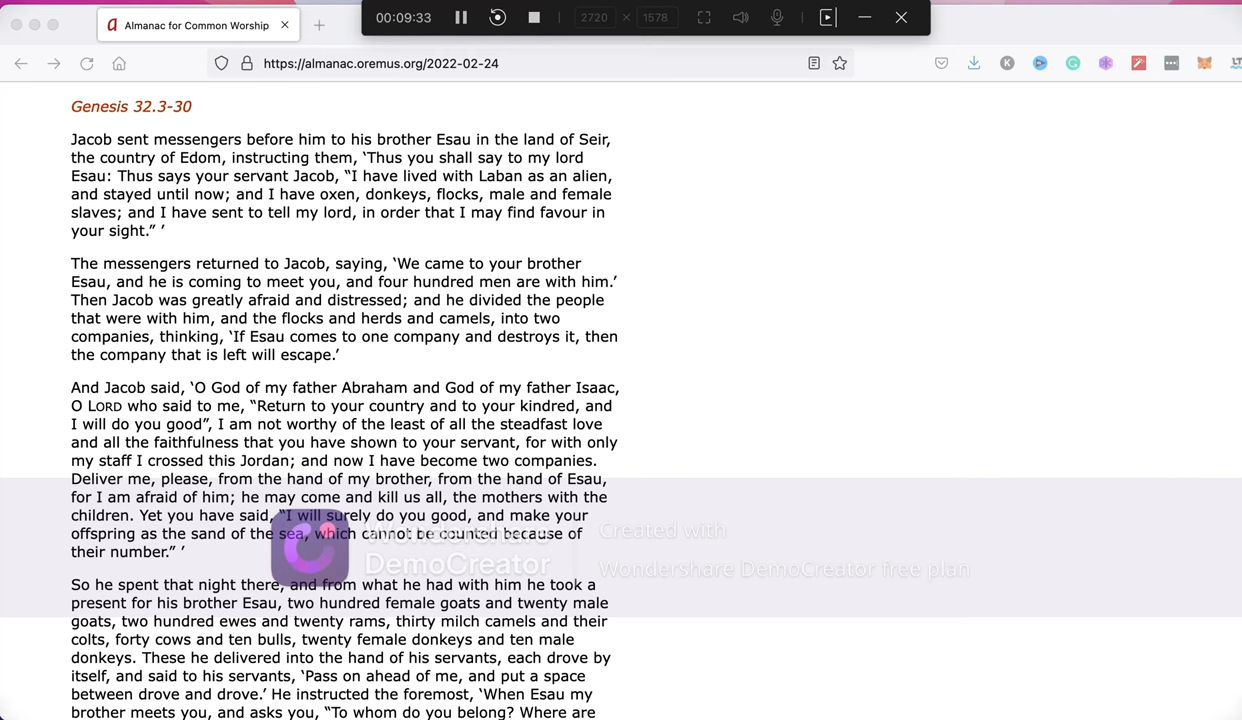 00:09:33
2720 × 1578
a Almanac for Common Worship
https://almanac.oremus.org/2022-02-24
K
LT
Genesis 32.3-30
Jacob sent messengers before him to his brother Esau in the land of Seir,
the country of Edom, instructing them, ‘Thus you shall say to my lord
Esau: Thus says your servant Jacob, “I have lived with Laban as an alien,
and stayed until now; and I have oxen, donkeys, flocks, male and female
slaves; and I have sent to tell my lord, in order that I may find favour in
your sight.” ’
The messengers returned to Jacob, saying, ‘We came to your brother
Esau, and he is coming to meet you, and four hundred men are with him.’
Then Jacob was greatly afraid and distressed; and he divided the people
that were with him, and the flocks and herds and camels, into two
companies, thinking, ‘If Esau comes to one company and destroys it, then
the company that is left will escape.’
And Jacob said, ‘O God of my father Abraham and God of my father Isaac,
O LORD who said to me, “Return to your country and to your kindred, and
I will do you good”, I am not worthy of the least of all the steadfast love
and all the faithfulness that you have shown to your servant, for with only
my staff I crossed this Jordan; and now I have become two companies.
Deliver me, please, from the hand of my brother, from the hand of Esau,
for I am afraid of him; he may come and kill us all, the mothers with the
children. Yet you have said, “I will surely do you good, and make your
offspring as the sand of the sea, which cannot be counted because of
their number.” ’
So he spent that night there, and from what he had with him he took a
present for his brother Esau, two hundred female goats and twenty male
goats, two hundred ewes and twenty rams, thirty milch camels and their
colts, forty cows and ten bulls, twenty female donkeys and ten male
donkeys. These he delivered into the hand of his servants, each drove by
itself, and said to his servants, ‘Pass on ahead of me, and put a space
between drove and drove.’ He instructed the foremost, ‘When Esau my
brother meets you, and asks you, “To whom do you belong? Where are
Wondershare
DemoCreator
Created with
Wondershare DemoCreator free plan